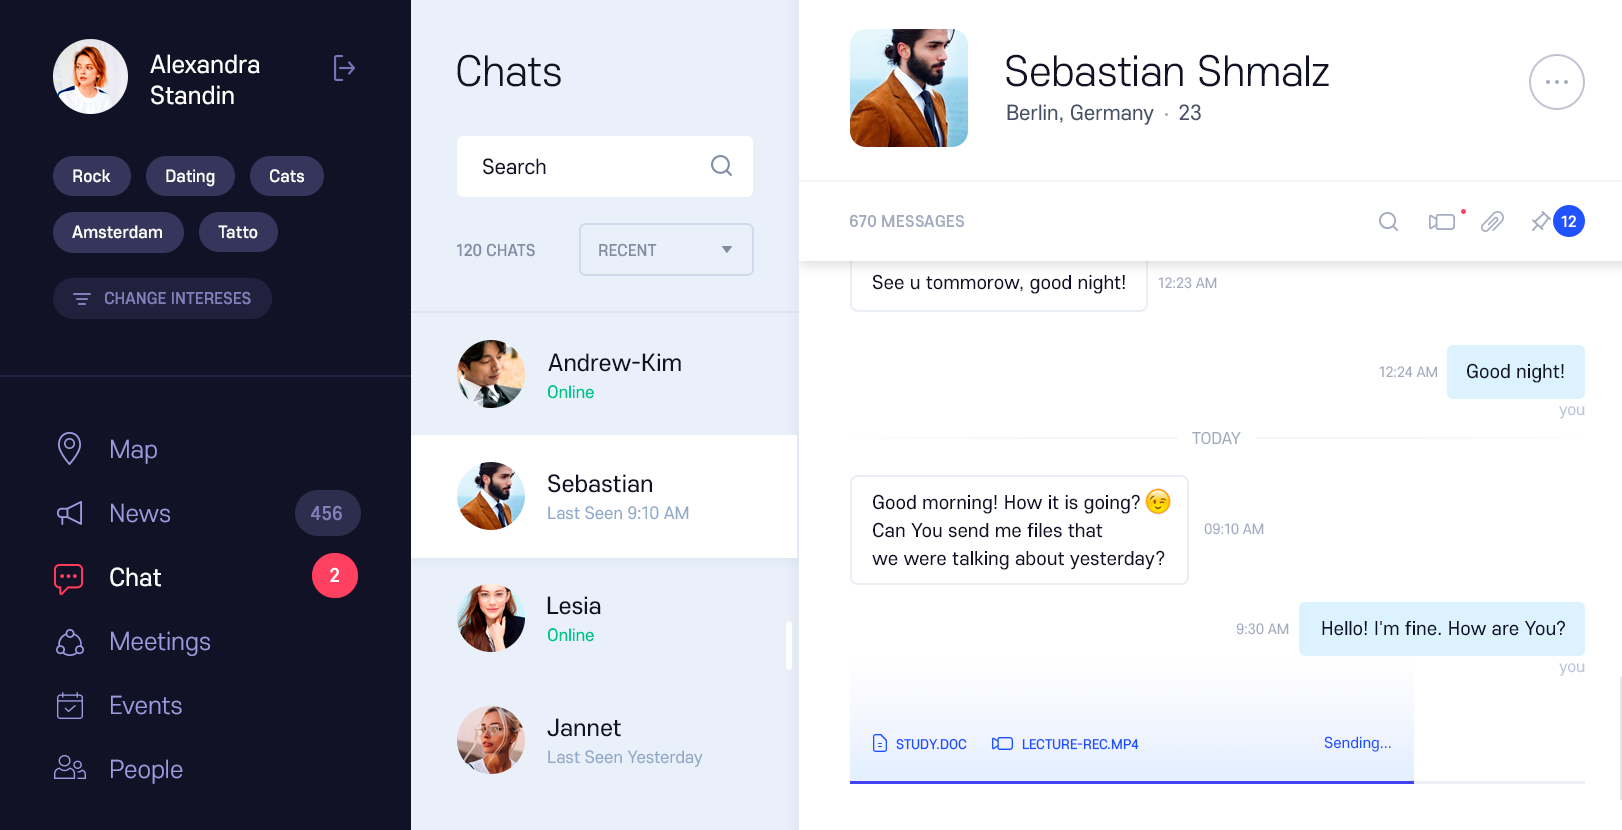 Alexandra
Standin
Rock
Dating
Cats
Amsterdam
Tatto
CHANGE INTERESES
Map
News
456
Chat
2
Meetings
Events
People
Chats
Search
120 CHATS
RECENT
Andrew-Kim
Online
Sebastian
Last Seen 9:10 AM
Lesia
Online
Jannet
Last Seen Yesterday
Sebastian Shmalz
Berlin, Germany · 23
670 MESSAGES
12
See u tommorow, good night!
12:23 AM
12:24 AM
Good night!
you
TODAY
Good morning! How it is going? 😉
Can You send me files that
we were talking about yesterday?
09:10 AM
9:30 AM
Hello! I'm fine. How are You?
you
STUDY.DOC
LECTURE-REC.MP4
Sending...